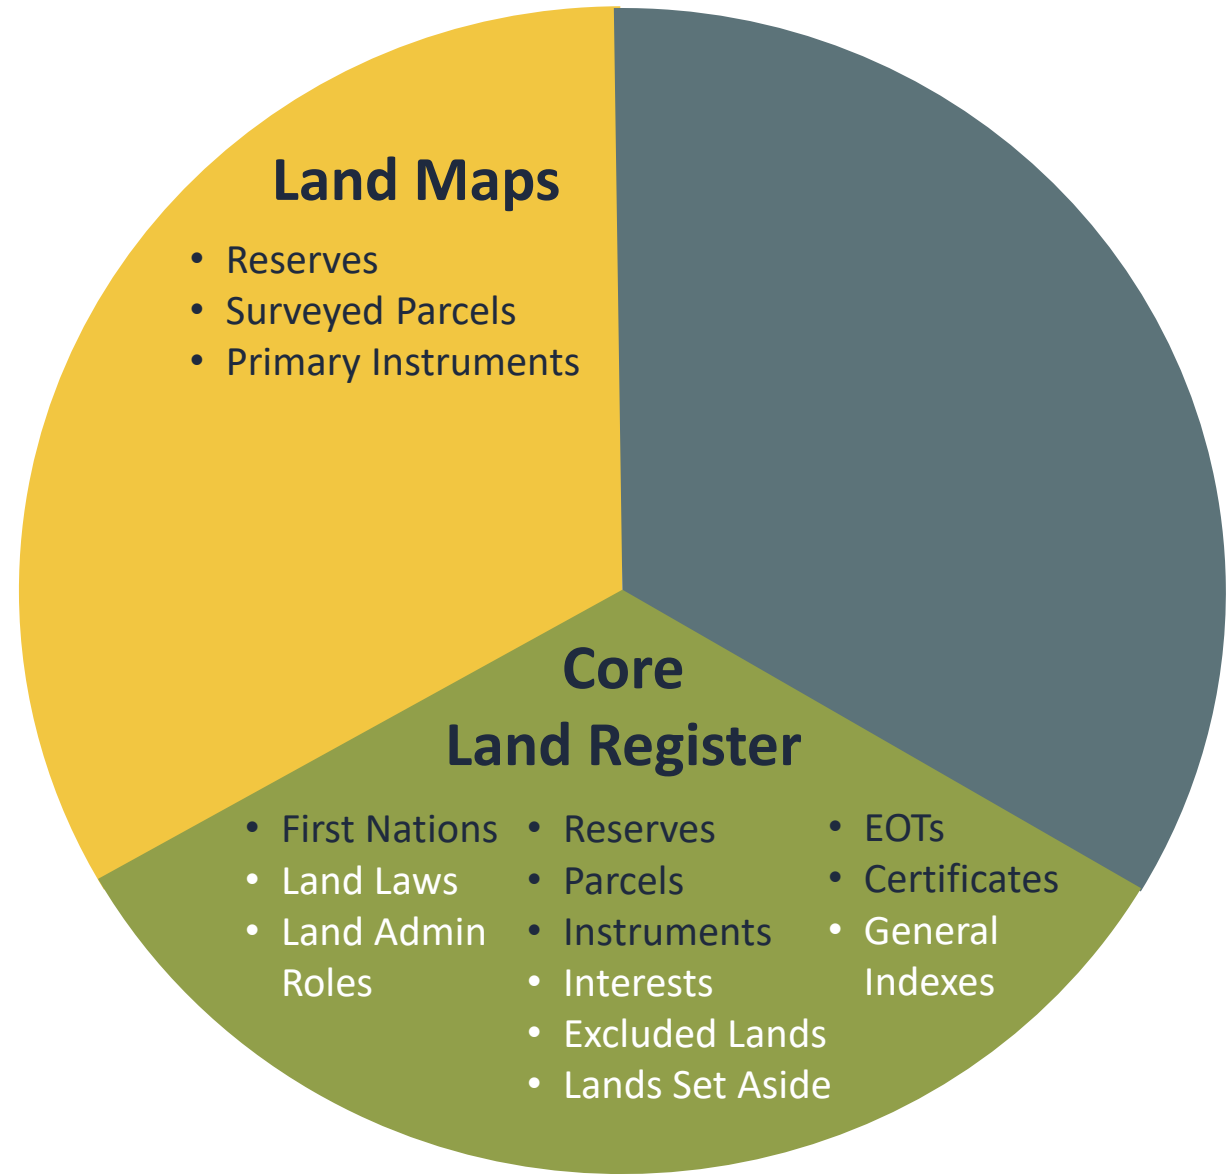 Land Maps
• Reserves
• Surveyed Parcels
• Primary Instruments
Core
Land Register
• First Nations
• Land Laws
• Land Admin
Roles
• Reserves
• Parcels
• Instruments
• Interests
• Excluded Lands
• Lands Set Aside
• EOTs
• Certificates
• General
Indexes